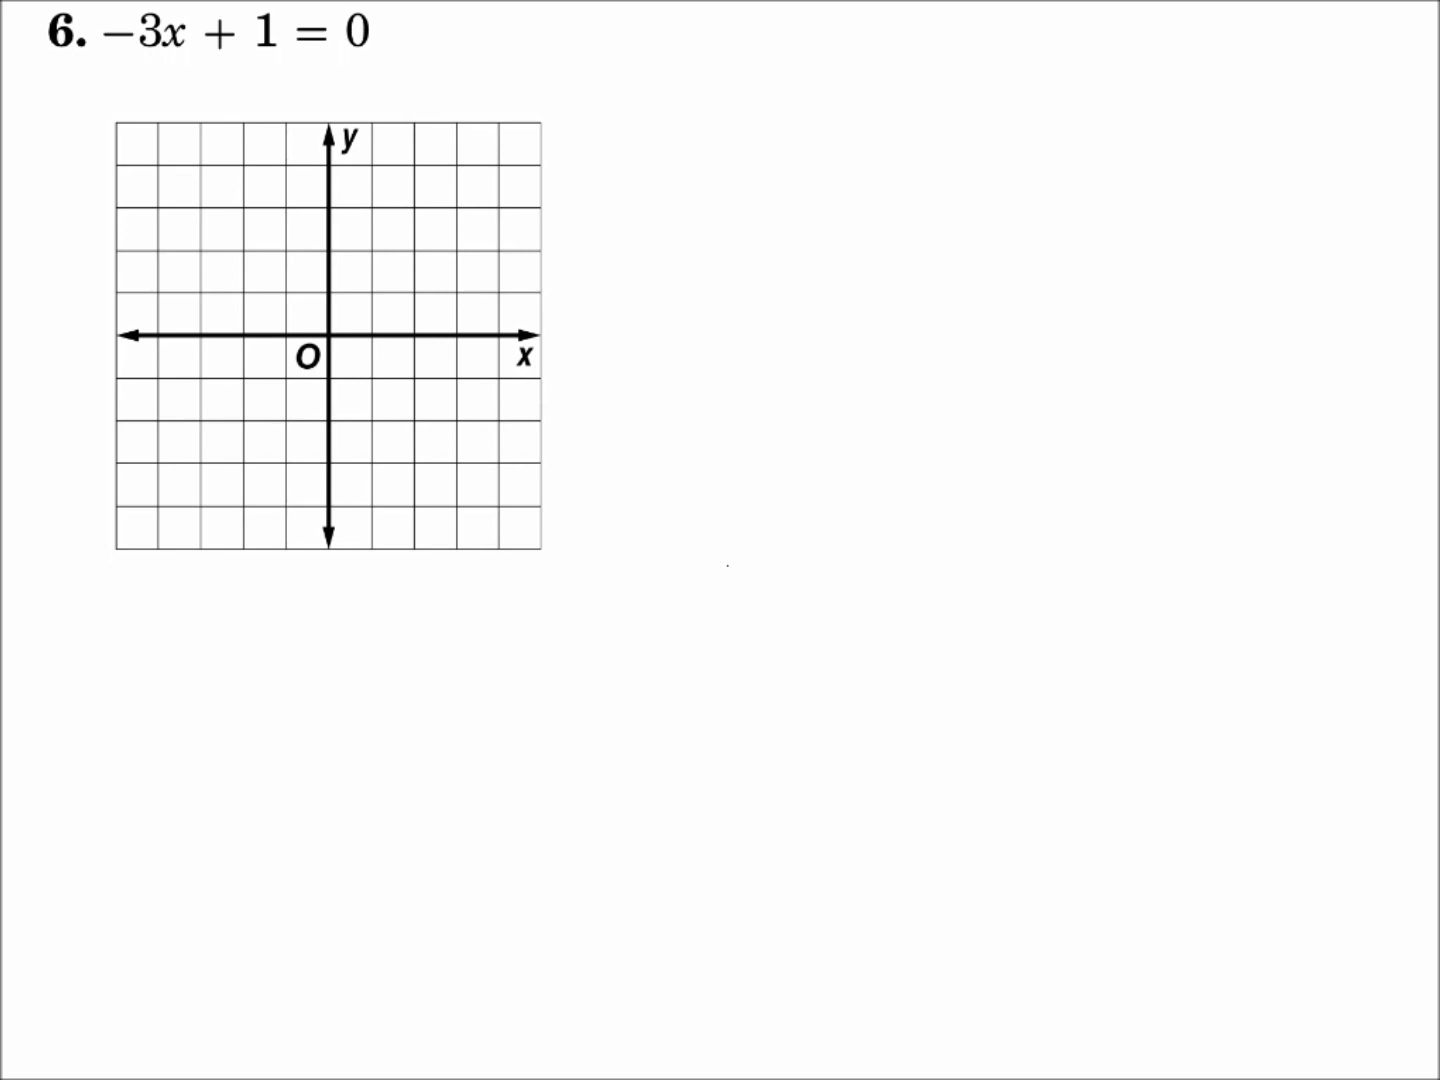 6. −3x + 1 = 0
y
O
x